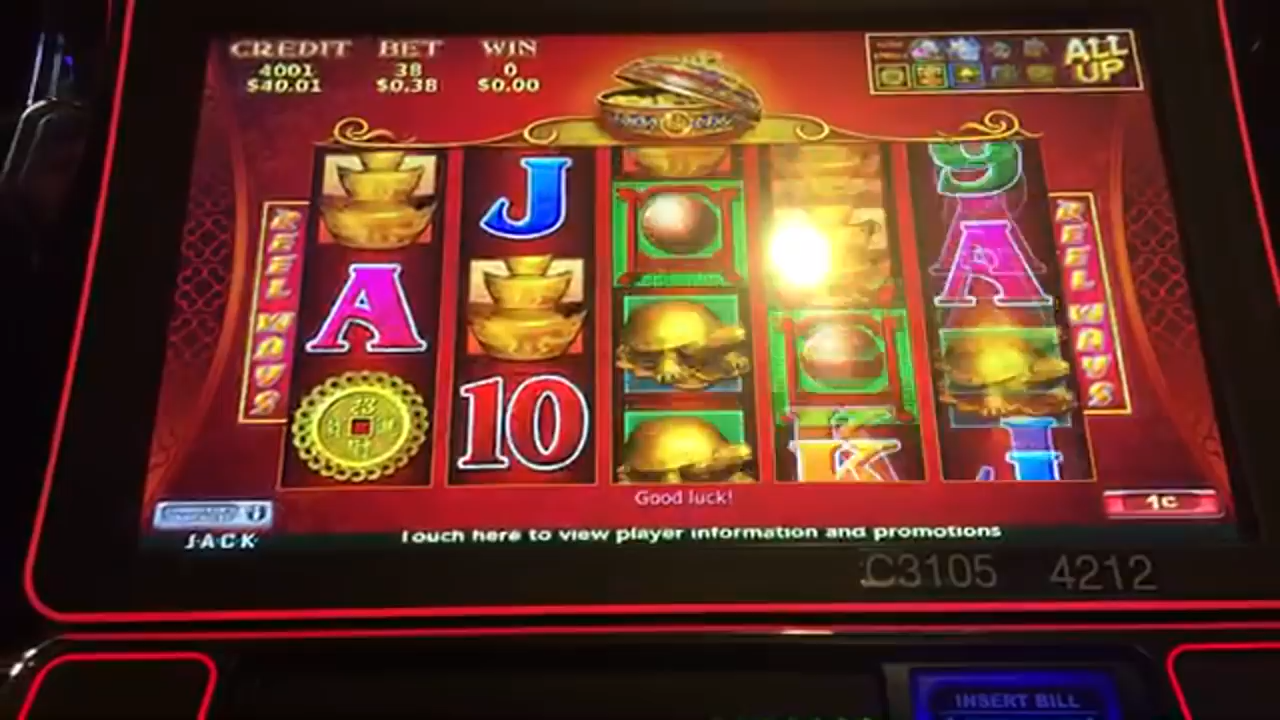 CREDIT BET WIN
4001 38 0
$40.01 $0.38 $0.00
ALL UP
REEL WAYS
REEL WAYS
J
9
A
A
10
K
J
Good luck!
1c
JACK
Touch here to view player information and promotions
C3105 4212
INSERT BILL